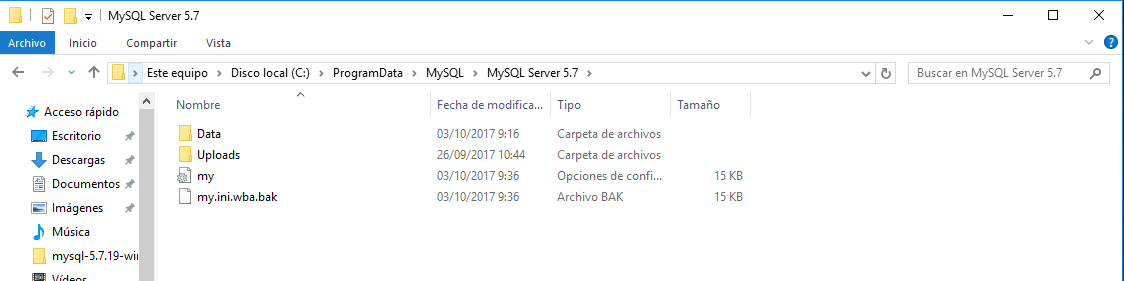 MySQL Server 5.7
Archivo Inicio Compartir Vista
Este equipo Disco local (C:) ProgramData MySQL MySQL Server 5.7 Buscar en MySQL Server 5.7
Nombre Fecha de modifica... Tipo Tamaño
Acceso rápido
Escritorio
Descargas
Documentos
Imágenes
Música
mysql-5.7.19-win
Vídeos
Data 03/10/2017 9:16 Carpeta de archivos
Uploads 26/09/2017 10:44 Carpeta de archivos
my 03/10/2017 9:36 Opciones de confi... 15 KB
my.ini.wba.bak 03/10/2017 9:36 Archivo BAK 15 KB